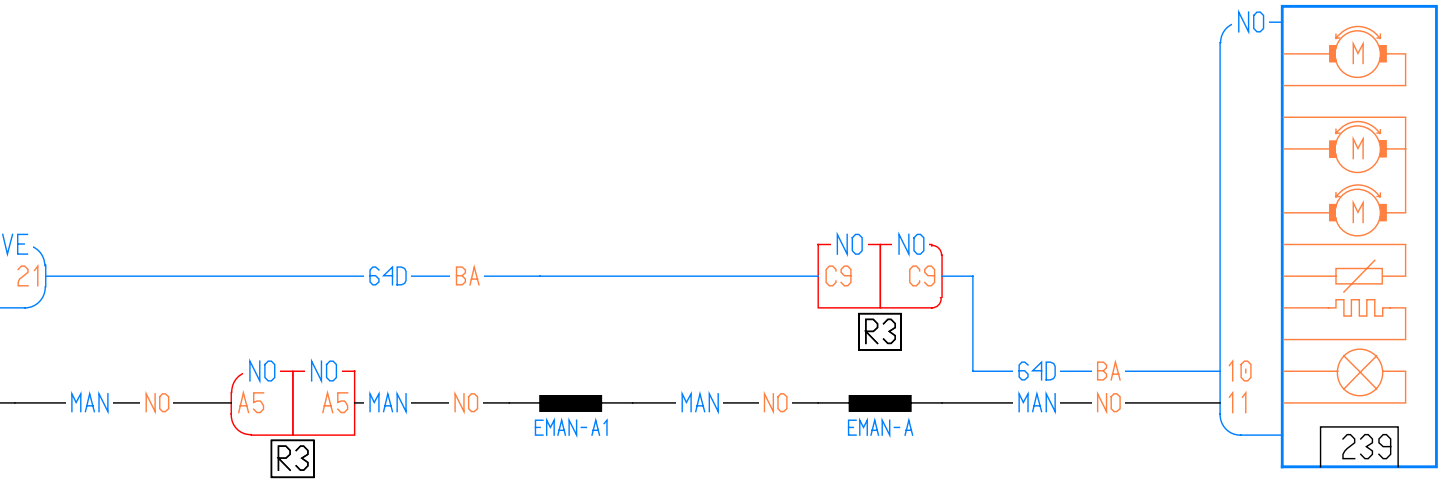 NO
M
M
M
VE NO NO
21 64D BA C9 C9
R3
NO NO 64D BA 10
MAN NO A5 A5 MAN NO MAN NO MAN NO 11
EMAN-A1 EMAN-A
R3 239